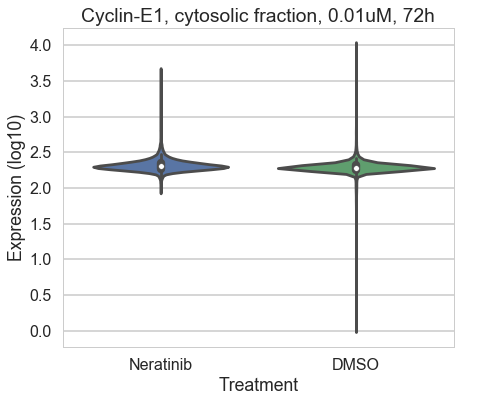 Cyclin-E1, cytosolic fraction, 0.01uM, 72h
Expression (log10)
4.0
3.5
3.0
2.5
2.0
1.5
1.0
0.5
0.0
Neratinib DMSO
Treatment